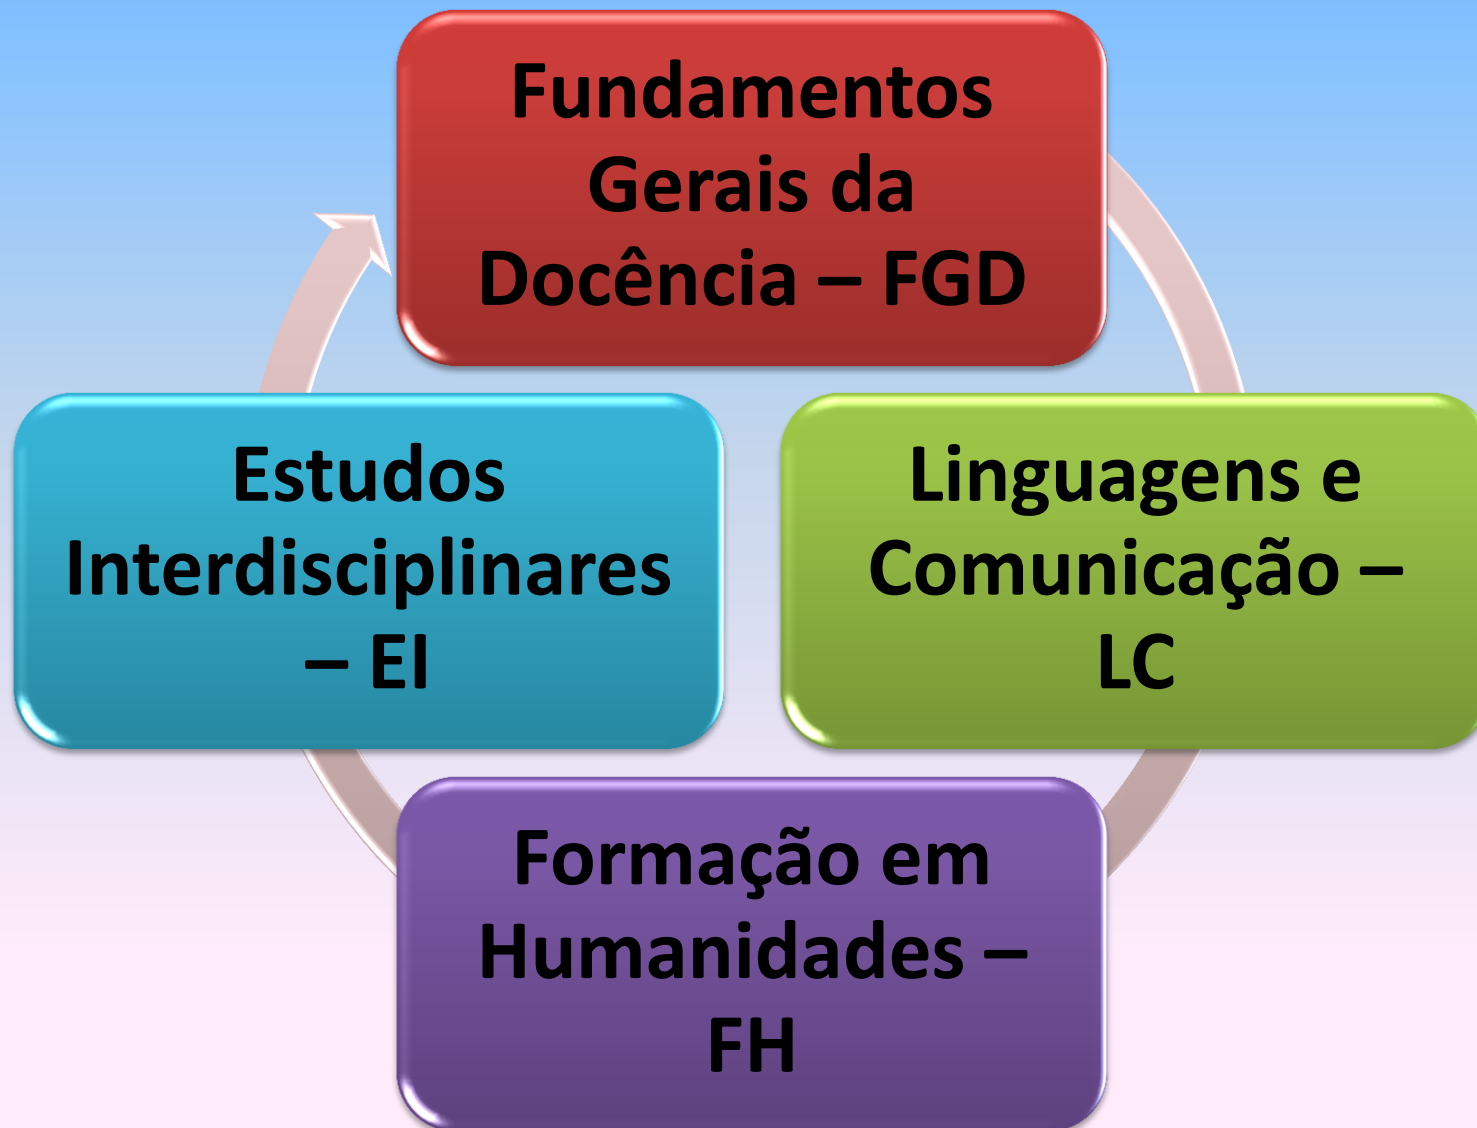 Fundamentos
Gerais da
Docência – FGD
Estudos
Interdisciplinares
– EI
Linguagens e
Comunicação –
LC
Formação em
Humanidades –
FH